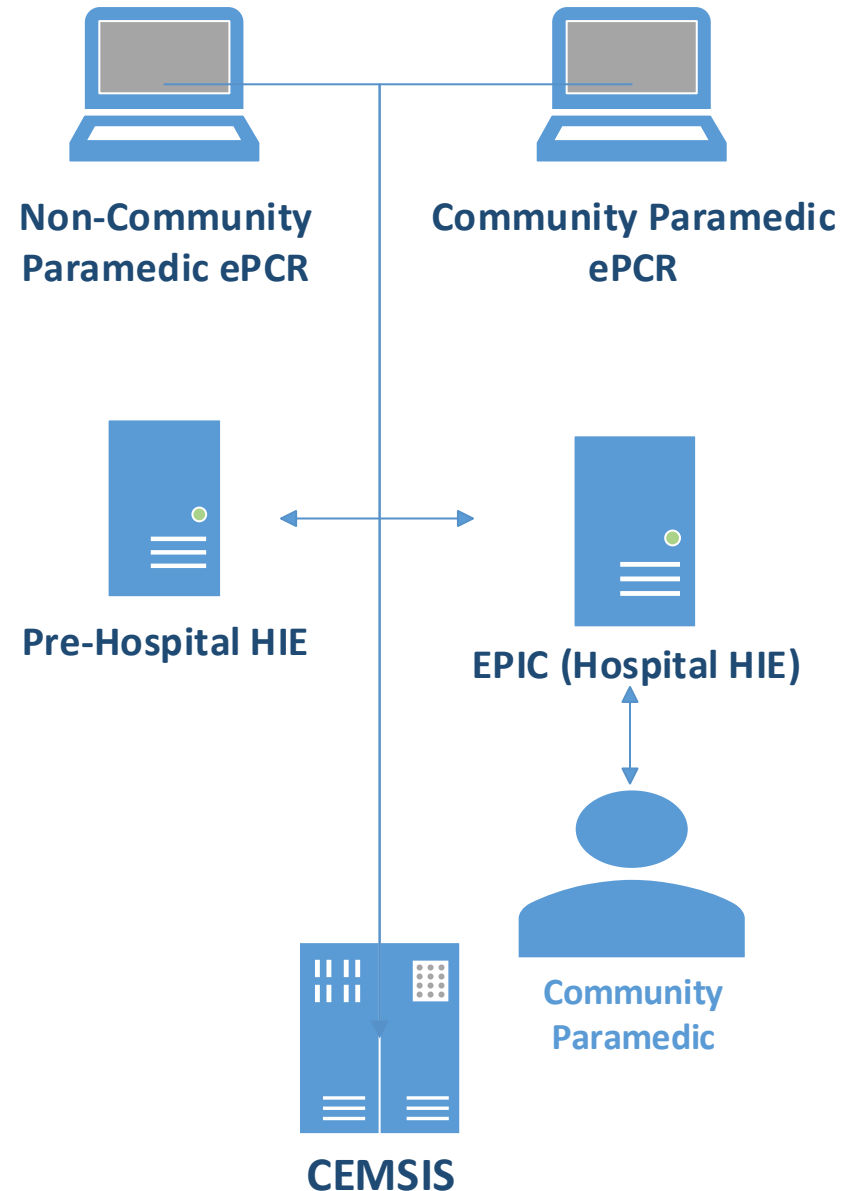 Non-Community
Paramedic ePCR
Community Paramedic
ePCR
Pre-Hospital HIE
EPIC (Hospital HIE)
Community
Paramedic
CEMSIS